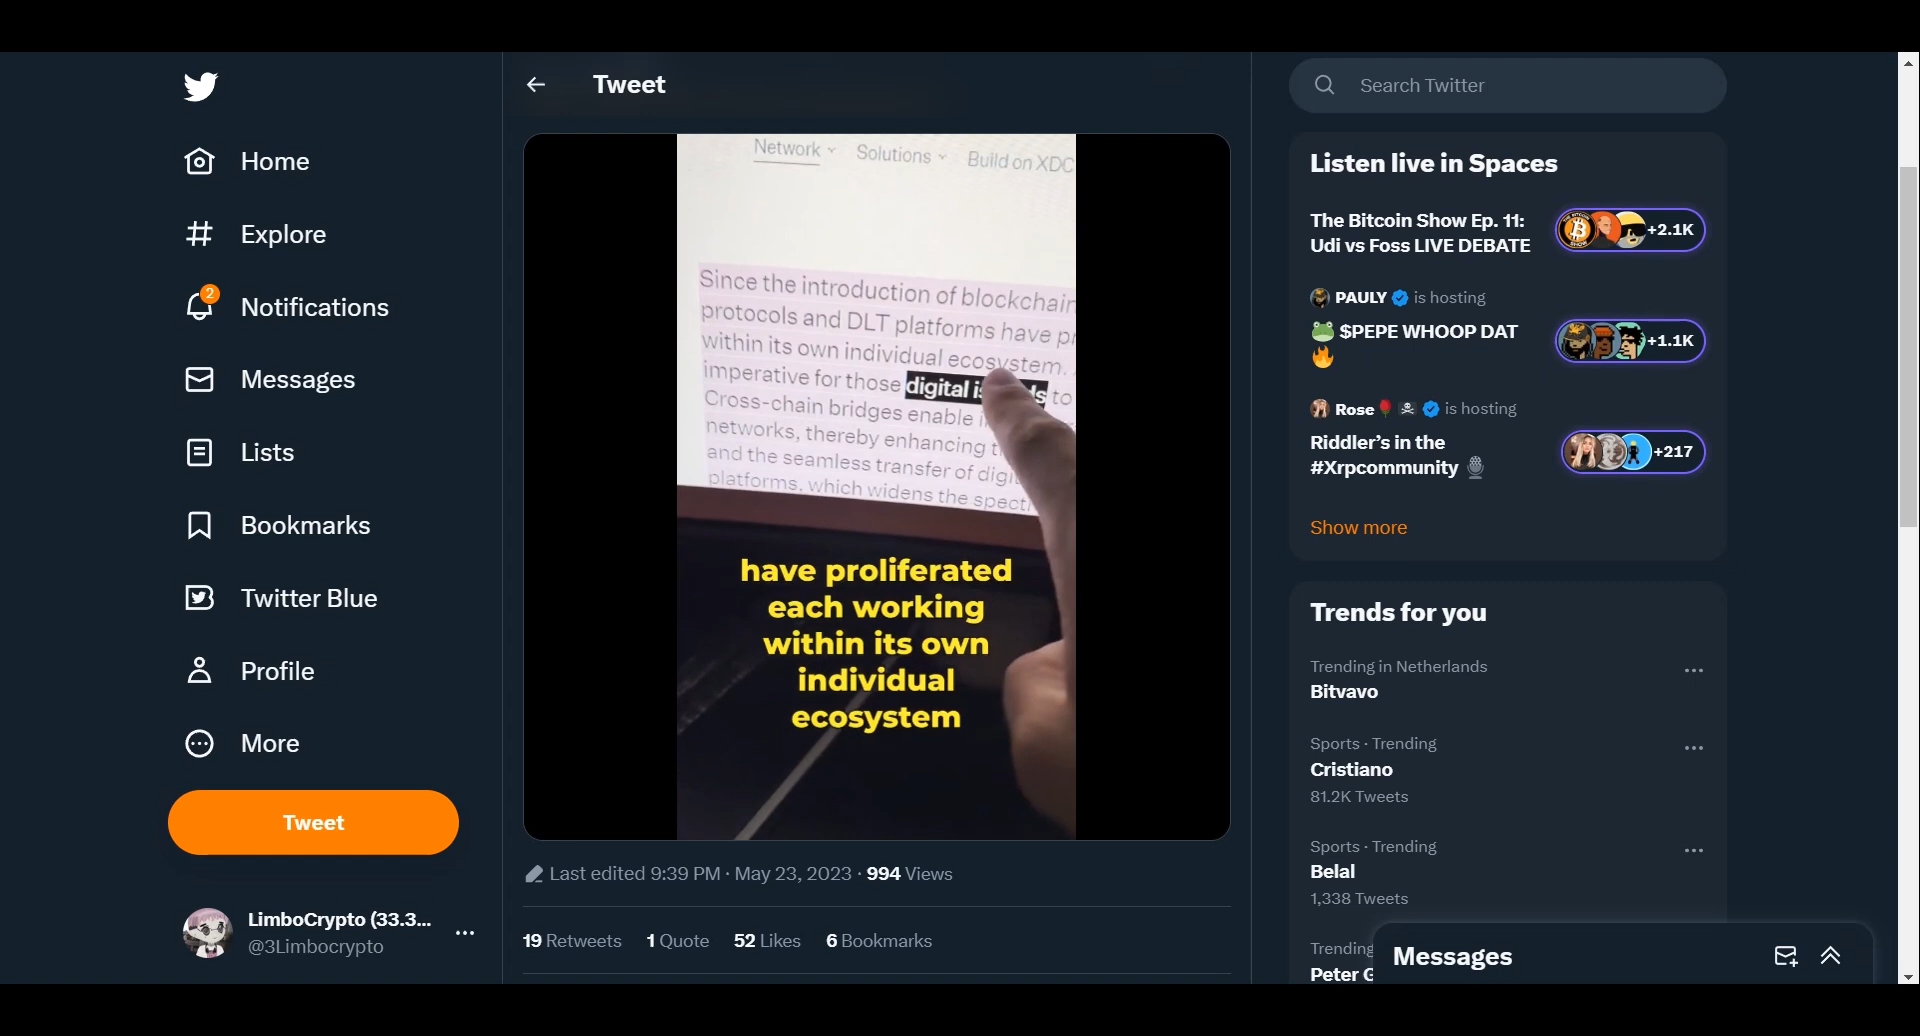 Tweet
Search Twitter
Home
Explore
2
Notifications
Messages
Lists
Bookmarks
Twitter Blue
Profile
More
Tweet
LimboCrypto (33.3...
@3Limbocrypto
Network
Solutions
Build on XDC
Since the introduction of blockchain
protocols and DLT platforms have
within its own individual ecosystem.
imperative for those digital to
Cross-chain bridges enable
networks, thereby enhancing
and the seamless transfer of
platforms, which widens the
have proliferated
each working
within its own
individual
ecosystem
Last edited 9:39 PM · May 23, 2023 · 994 Views
19 Retweets 1 Quote 52 Likes 6 Bookmarks
Listen live in Spaces
The Bitcoin Show Ep. 11:
Udi vs Foss LIVE DEBATE
+2.1K
PAULY is hosting
$PEPE WHOOP DAT
+1.1K
Rose is hosting
Riddler’s in the
#Xrpcommunity
+217
Show more
Trends for you
Trending in Netherlands
Bitvavo
Sports · Trending
Cristiano
81.2K Tweets
Sports · Trending
Belal
1,338 Tweets
Trending
Peter
Messages